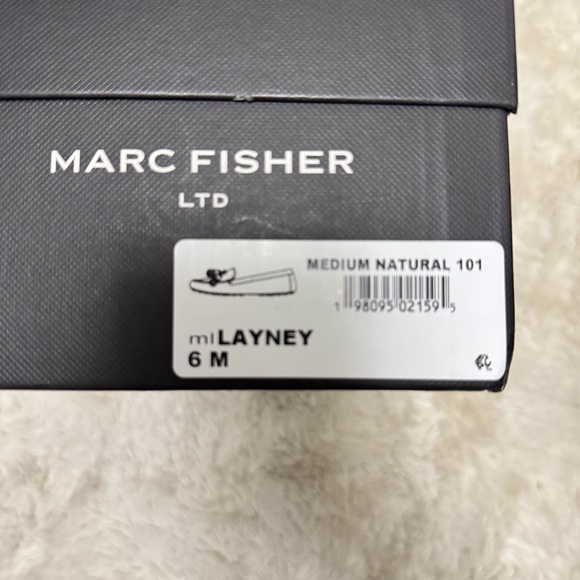 MARC FISHER
LTD
MEDIUM NATURAL 101
1 98095 02159 5
mlLAYNEY
6 M